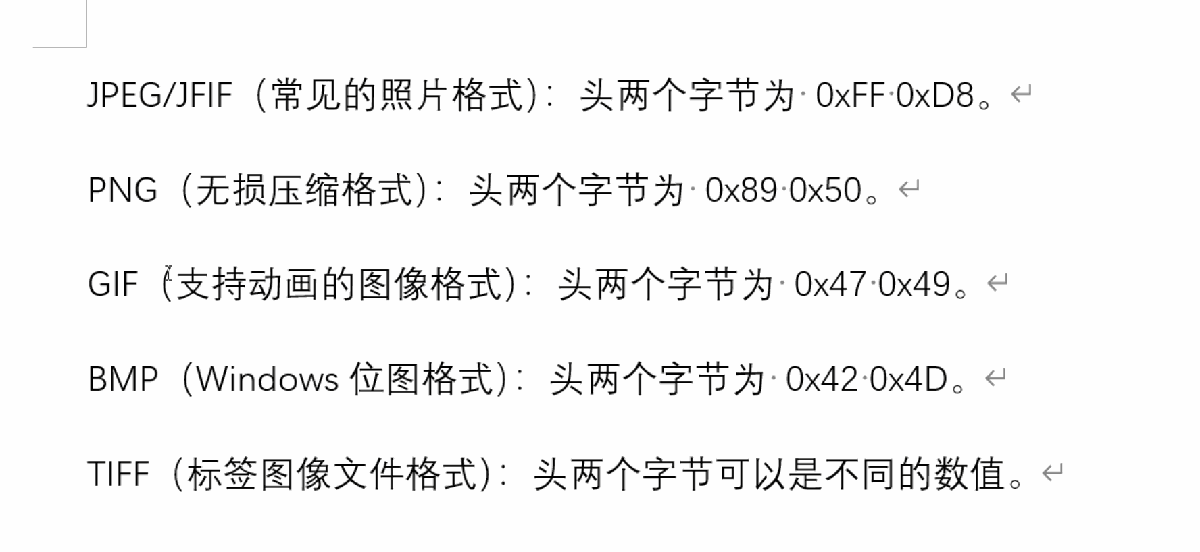 JPEG/JFIF（常见的照片格式）：头两个字节为 0xFF 0xD8。
PNG（无损压缩格式）：头两个字节为 0x89 0x50。
GIF（支持动画的图像格式）：头两个字节为 0x47 0x49。
BMP（Windows 位图格式）：头两个字节为 0x42 0x4D。
TIFF（标签图像文件格式）：头两个字节可以是不同的数值。